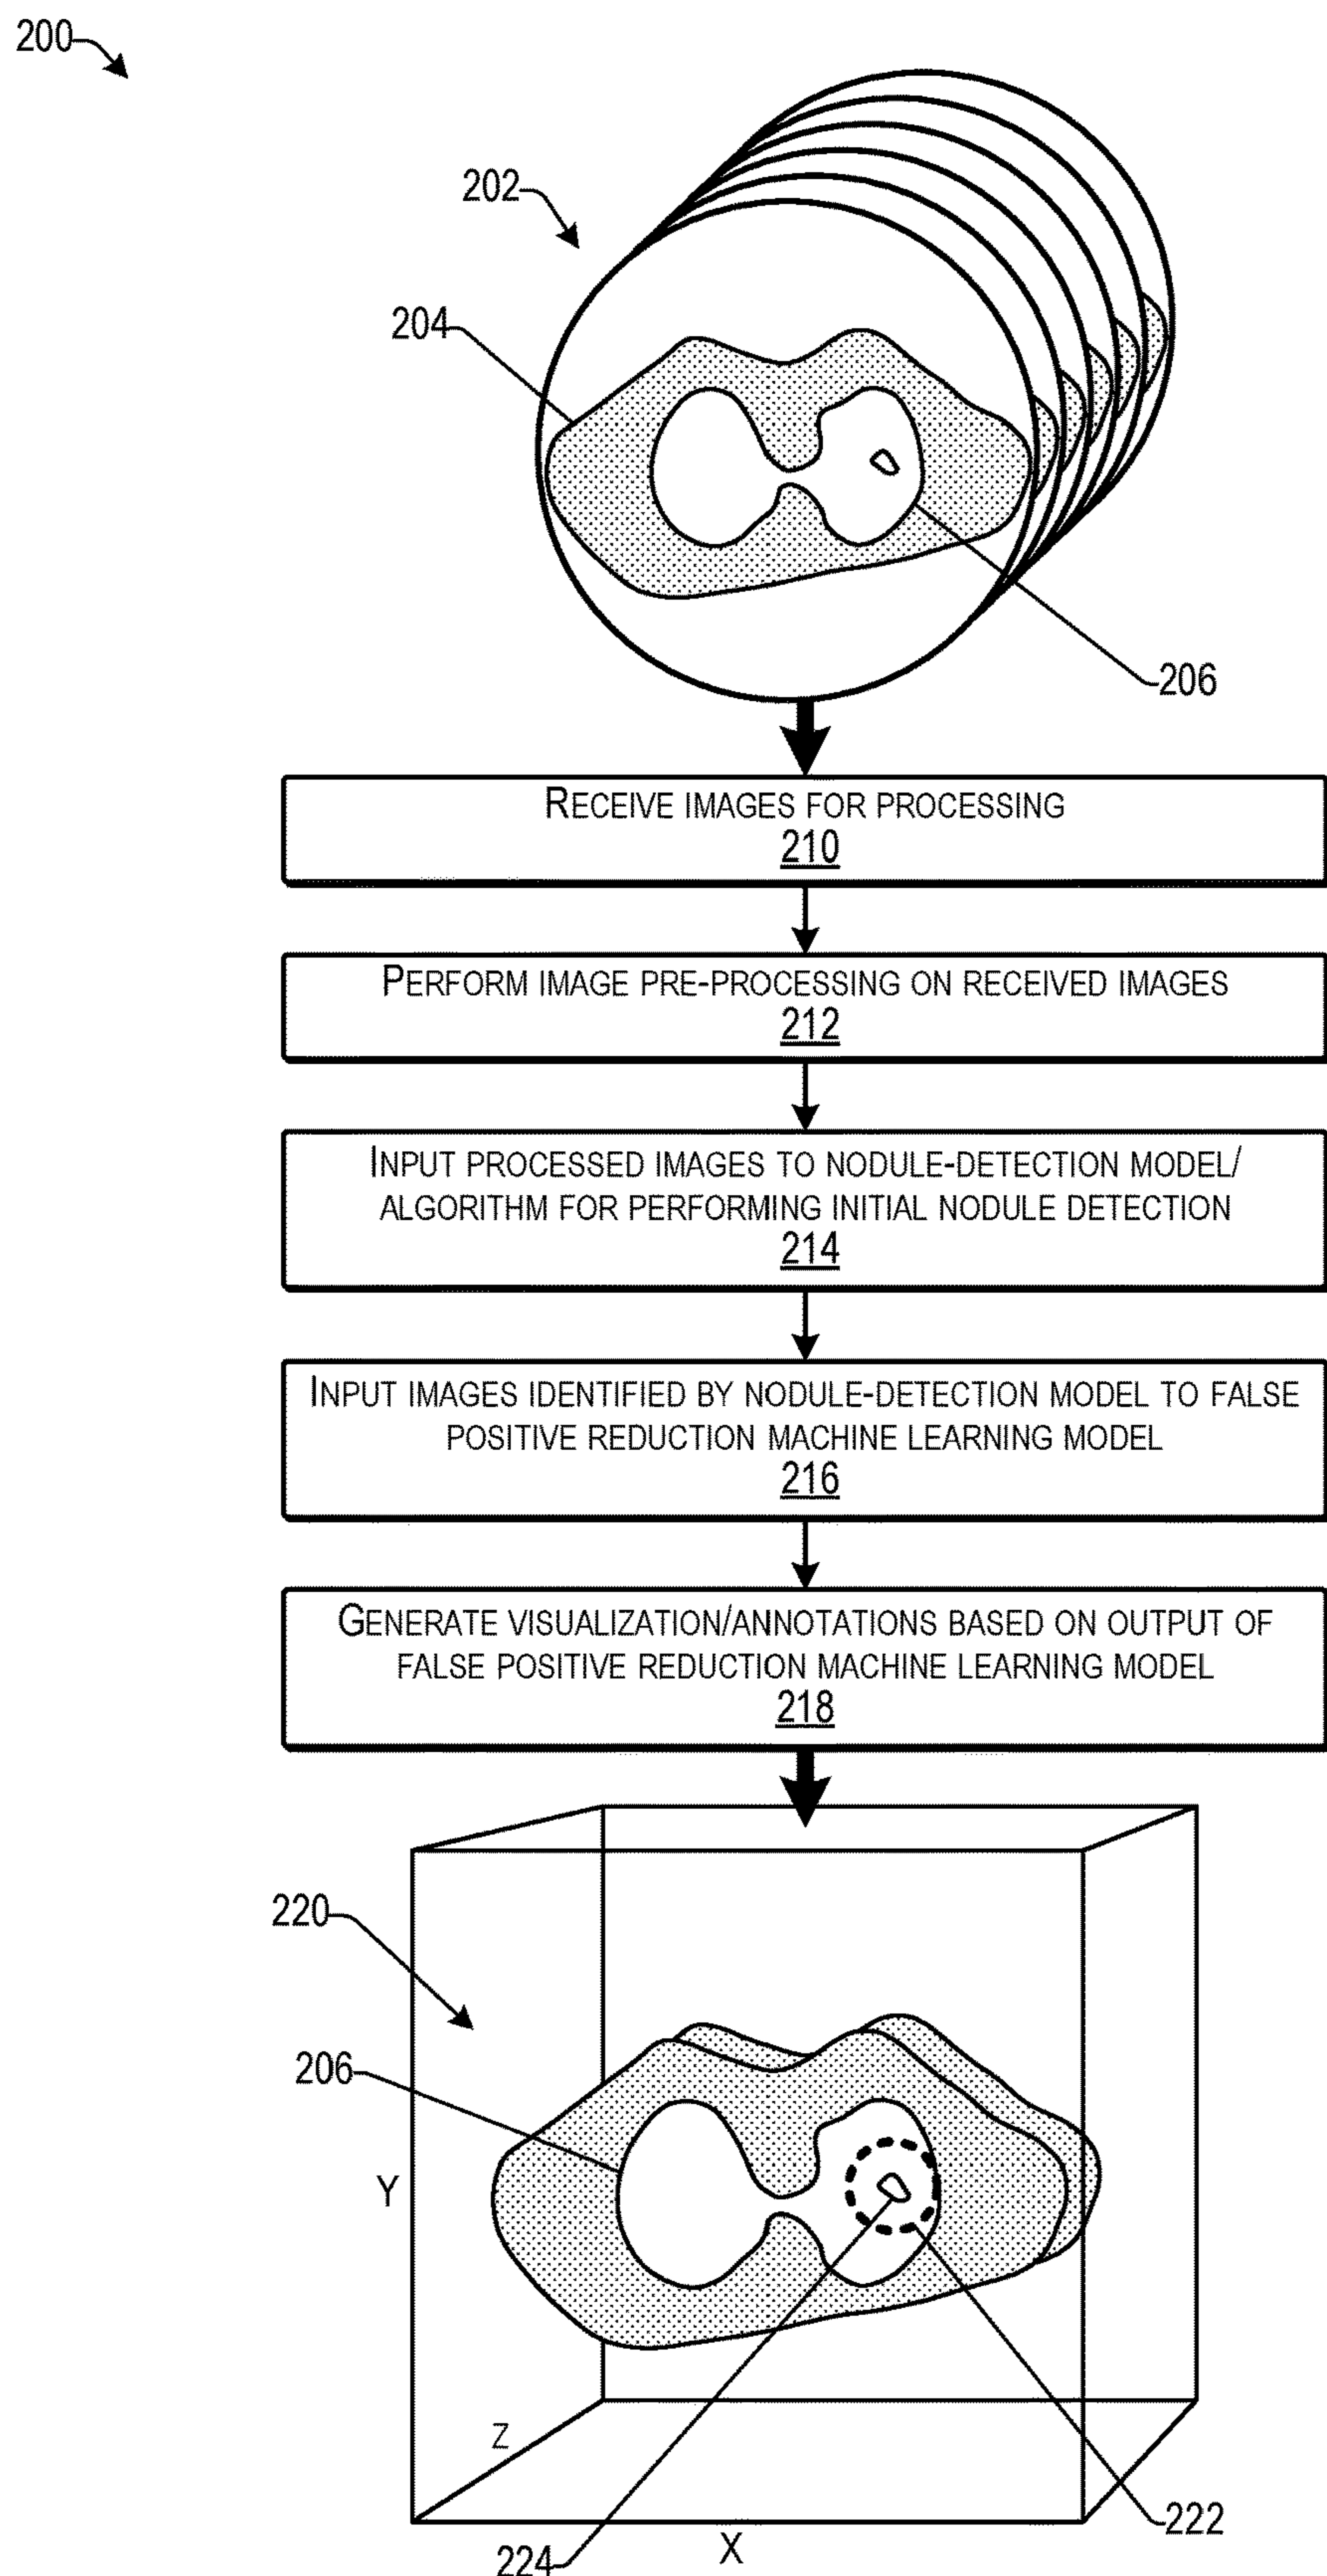 200
202
204
206
RECEIVE IMAGES FOR PROCESSING
210
PERFORM IMAGE PRE-PROCESSING ON RECEIVED IMAGES
212
INPUT PROCESSED IMAGES TO NODULE-DETECTION MODEL/
ALGORITHM FOR PERFORMING INITIAL NODULE DETECTION
214
INPUT IMAGES IDENTIFIED BY NODULE-DETECTION MODEL TO FALSE
POSITIVE REDUCTION MACHINE LEARNING MODEL
216
GENERATE VISUALIZATION/ANNOTATIONS BASED ON OUTPUT OF
FALSE POSITIVE REDUCTION MACHINE LEARNING MODEL
218
220
206
Y
Z
222
X
224